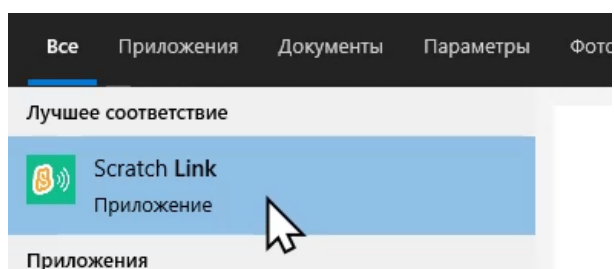 Все Приложения Документы Параметры
Лучшее соответствие
Scratch Link
Приложение
Приложения